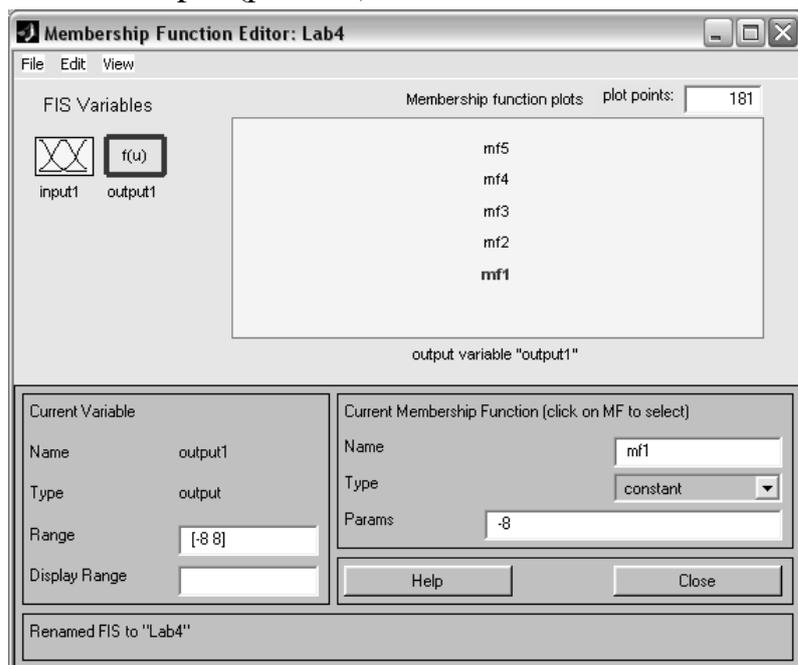 Membership Function Editor: Lab4
File Edit View
FIS Variables
Membership function plots plot points: 181
f(u)
input1 output1
mf5
mf4
mf3
mf2
mf1
output variable "output1"
Current Variable
Name output1
Type output
Range [-8 8]
Display Range
Current Membership Function (click on MF to select)
Name mf1
Type constant
Params -8
Help Close
Renamed FIS to "Lab4"